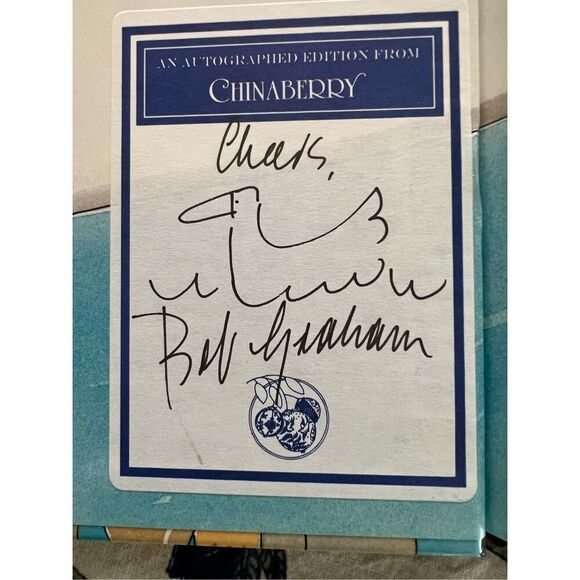 AN AUTOGRAPHED EDITION FROM
CHINABERRY
Cheers,
Bob Graham